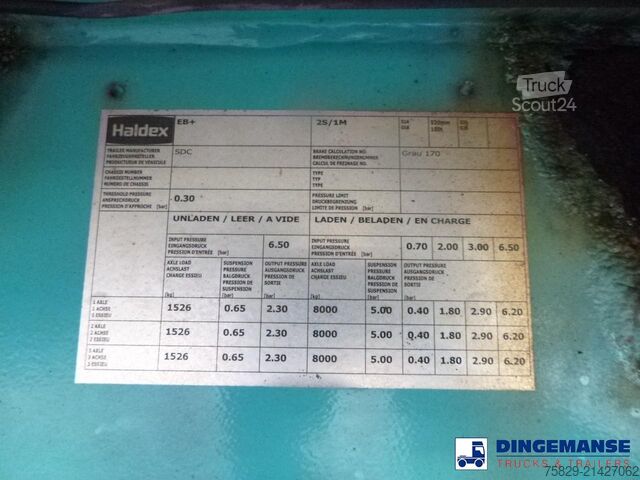 Truck
Scout24
Haldex
EB+
2S/1M
TRAILER MANUFACTURER
FAHRZEUGHERSTELLER
PRODUCTEUR DE VEHICULE
SDC
BRAKE CALCULATION NO.
BREMSBERECHNUNGSNUMMER
CALCUL DE FREINAGE NO.
Grau 170
CHASSIS NUMBER
FAHRGESTELLNUMMER
NUMERO DE CHASSIS
TYPE
TYP
TYPE
THRESHOLD PRESSURE
ANSPRECHDRUCK
PRESSION D'APPROCHE [bar]
0.30
PRESSURE LIMIT
DRUCKBEGRENZUNG
LIMITE DE PRESSION [bar]
UNLADEN / LEER / A VIDE
LADEN / BELADEN / EN CHARGE
INPUT PRESSURE
EINGANGSDRUCK
PRESSION D'ENTRÉE [bar]
6.50
INPUT PRESSURE
EINGANGSDRUCK
PRESSION D'ENTRÉE [bar]
0.70 2.00 3.00 6.50
AXLE LOAD
ACHSLAST
CHARGE ESSIEU
[kg]
SUSPENSION
PRESSURE
BALGDRUCK
PRESSION DE
SUSPENSION
[bar]
OUTPUT PRESSURE
AUSGANGSDRUCK
PRESSION DE
SORTIE
[bar]
AXLE LOAD
ACHSLAST
CHARGE ESSIEU
[kg]
SUSPENSION
PRESSURE
BALGDRUCK
PRESSION DE
SUSPENSION
[bar]
OUTPUT PRESSURE
AUSGANGSDRUCK
PRESSION DE SORTIE
[bar]
1 AXLE
1 ACHSE
1 ESSIEU
1526 0.65 2.30 8000 5.00 0.40 1.80 2.90 6.20
2 AXLE
2 ACHSE
2 ESSIEU
1526 0.65 2.30 8000 5.00 0.40 1.80 2.90 6.20
3 AXLE
3 ACHSE
3 ESSIEU
1526 0.65 2.30 8000 5.00 0.40 1.80 2.90 6.20
DINGEMANSE
TRUCKS & TRAILERS
75829-21427062